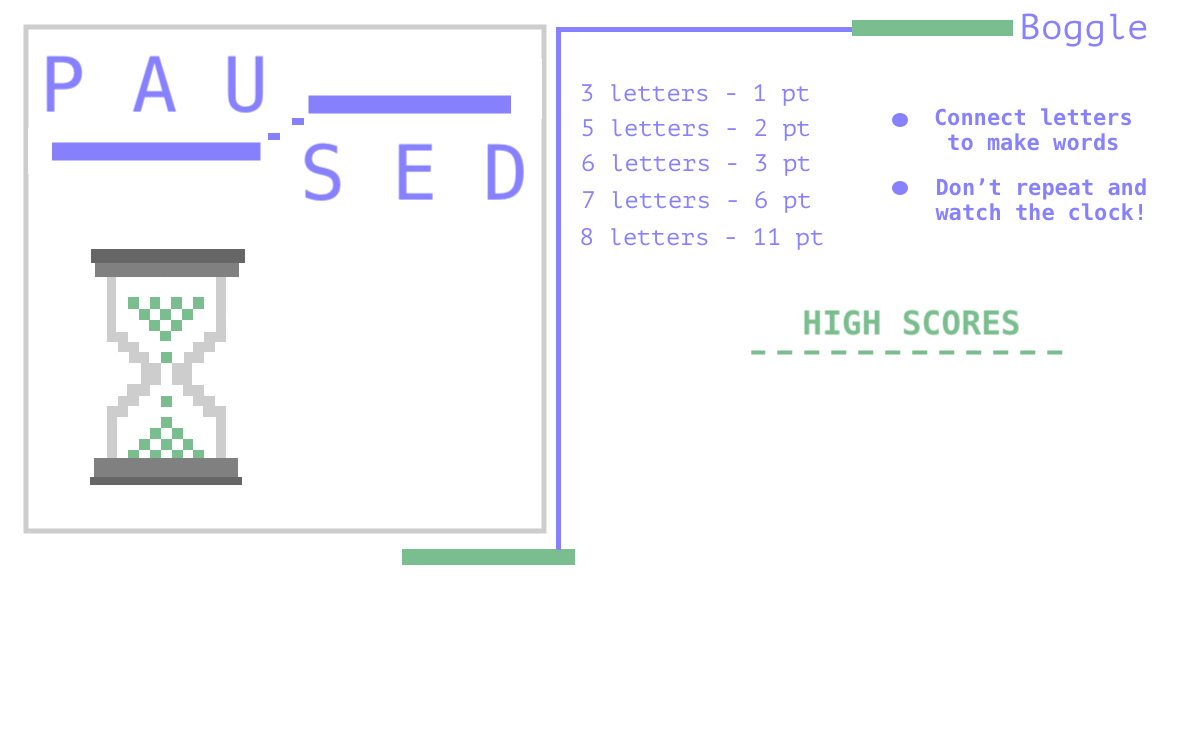 P A U
S E D
Boggle
3 letters - 1 pt
5 letters - 2 pt
6 letters - 3 pt
7 letters - 6 pt
8 letters - 11 pt
Connect letters
to make words
Don’t repeat and
watch the clock!
HIGH SCORES